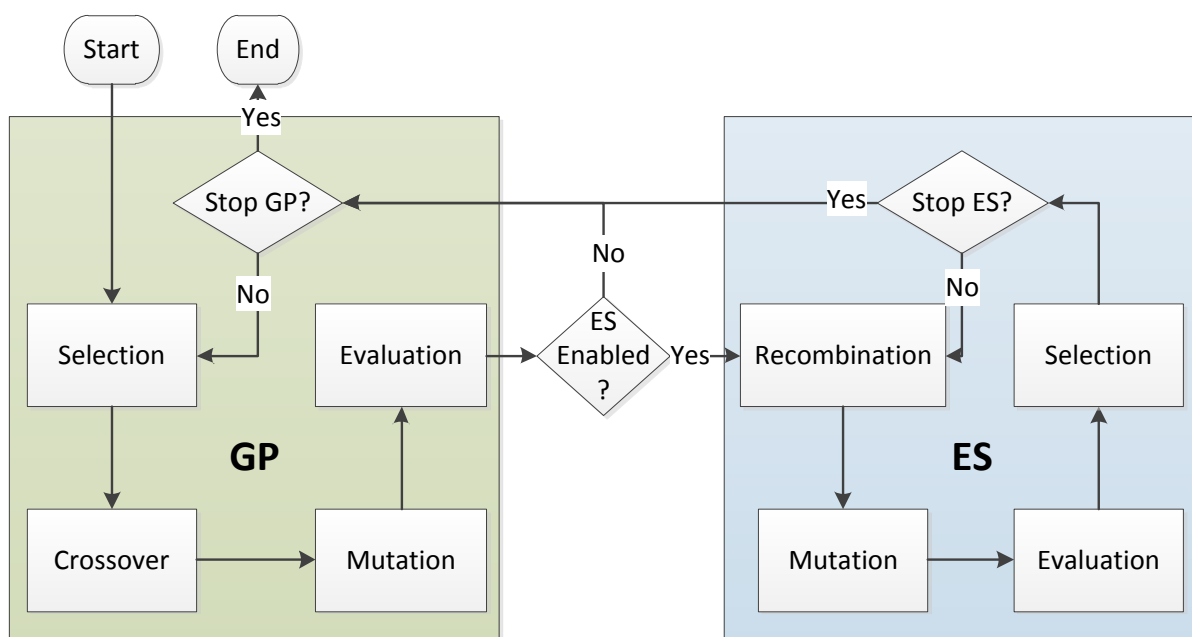 Start
End
Yes
Stop GP?
Yes
Stop ES?
No
No
No
Selection
Evaluation
ES
Enabled
?
Yes
Recombination
Selection
GP
ES
Crossover
Mutation
Mutation
Evaluation